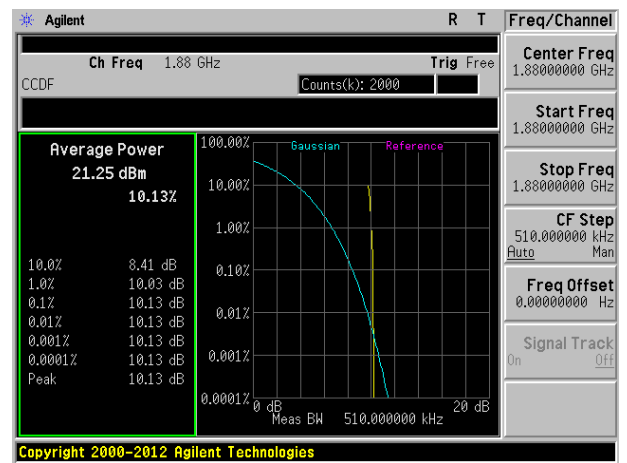 Agilent R T Freq/Channel
Ch Freq 1.88 GHz Trig Free
CCDF Counts(k): 2000
Center Freq
1.88000000 GHz
Start Freq
1.88000000 GHz
Stop Freq
1.88000000 GHz
CF Step
510.000000 kHz
Auto Man
Freq Offset
0.00000000 Hz
Signal Track
On Off
Average Power
21.25 dBm
10.13%
10.0% 8.41 dB
1.0% 10.03 dB
0.1% 10.13 dB
0.01% 10.13 dB
0.001% 10.13 dB
0.0001% 10.13 dB
Peak 10.13 dB
Gaussian Reference
100.00%
10.00%
1.00%
0.10%
0.01%
0.001%
0.0001%
0 dB 20 dB
Meas BW 510.000000 kHz
Copyright 2000-2012 Agilent Technologies